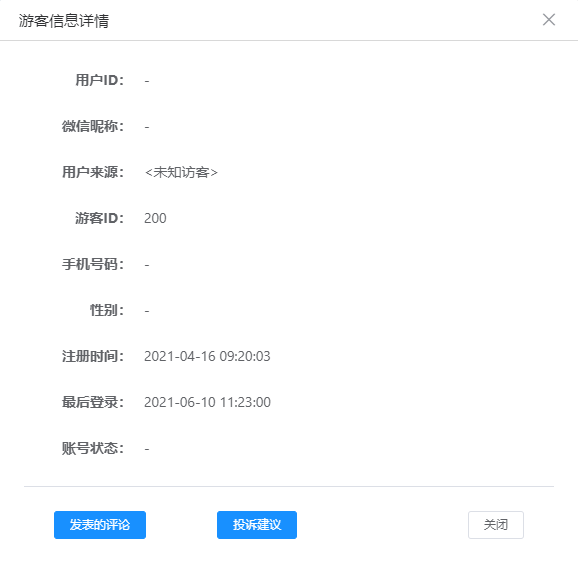 游客信息详情
用户ID： -
微信昵称： -
用户来源： <未知访客>
游客ID： 200
手机号码： -
性别： -
注册时间： 2021-04-16 09:20:03
最后登录： 2021-06-10 11:23:00
账号状态： -
发表的评论 投诉建议 关闭